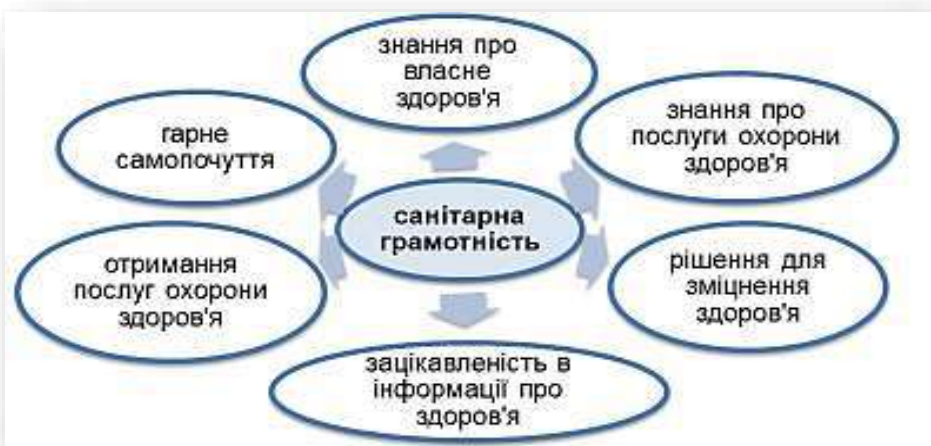 знання про
власне
здоров'я
знання про
послуги охорони
здоров'я
рішення для
зміцнення
здоров'я
зацікавленість в
інформації про
здоров'я
отримання
послуг охорони
здоров'я
гарне
самопочуття
санітарна
грамотність